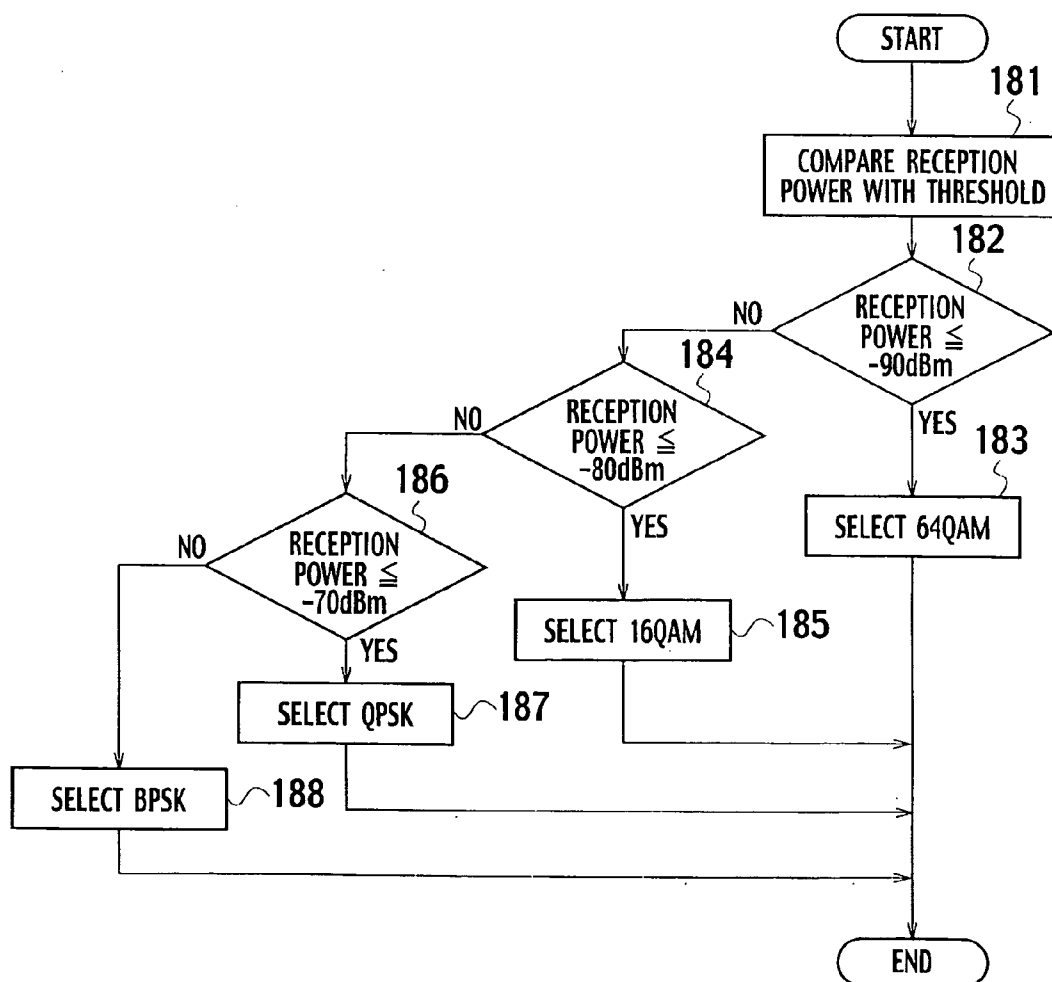 START
181
COMPARE RECEPTION
POWER WITH THRESHOLD
182
RECEPTION
POWER ≦
-90dBm
NO
YES
184
RECEPTION
POWER ≦
-80dBm
NO
YES
183
SELECT 64QAM
186
RECEPTION
POWER ≦
-70dBm
NO
YES
SELECT 16QAM
185
SELECT QPSK
187
SELECT BPSK
188
END